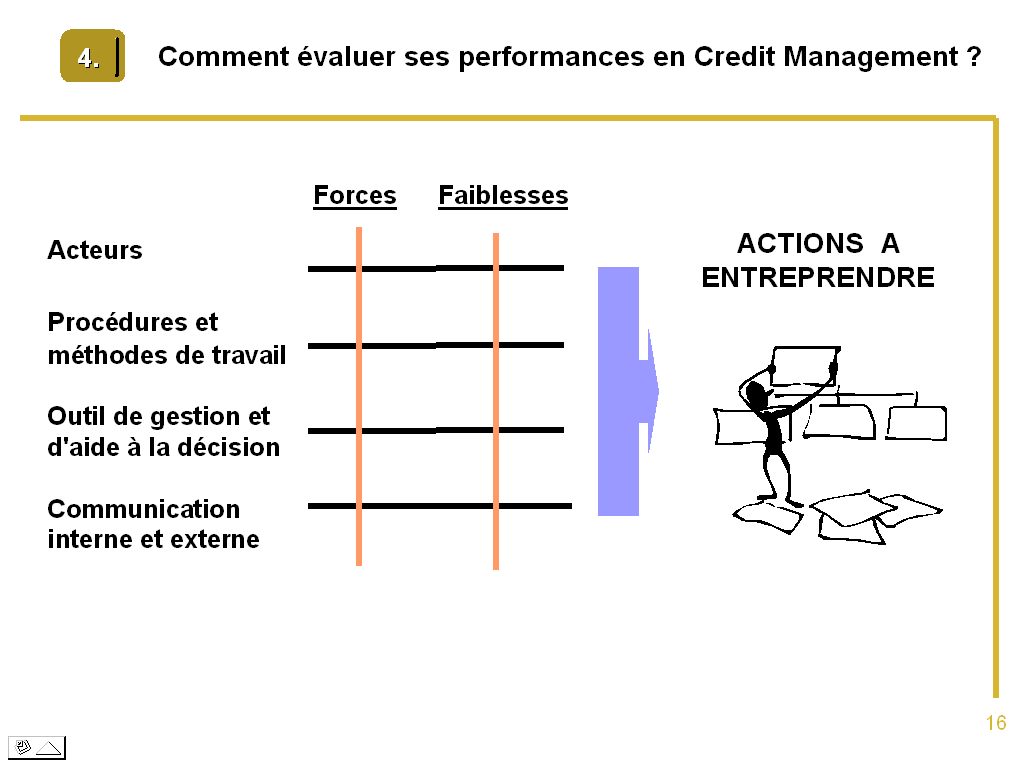 4.
Comment évaluer ses performances en Credit Management ?
Forces Faiblesses
Acteurs
Procédures et
méthodes de travail
Outil de gestion et
d'aide à la décision
Communication
interne et externe
ACTIONS A
ENTREPRENDRE
16